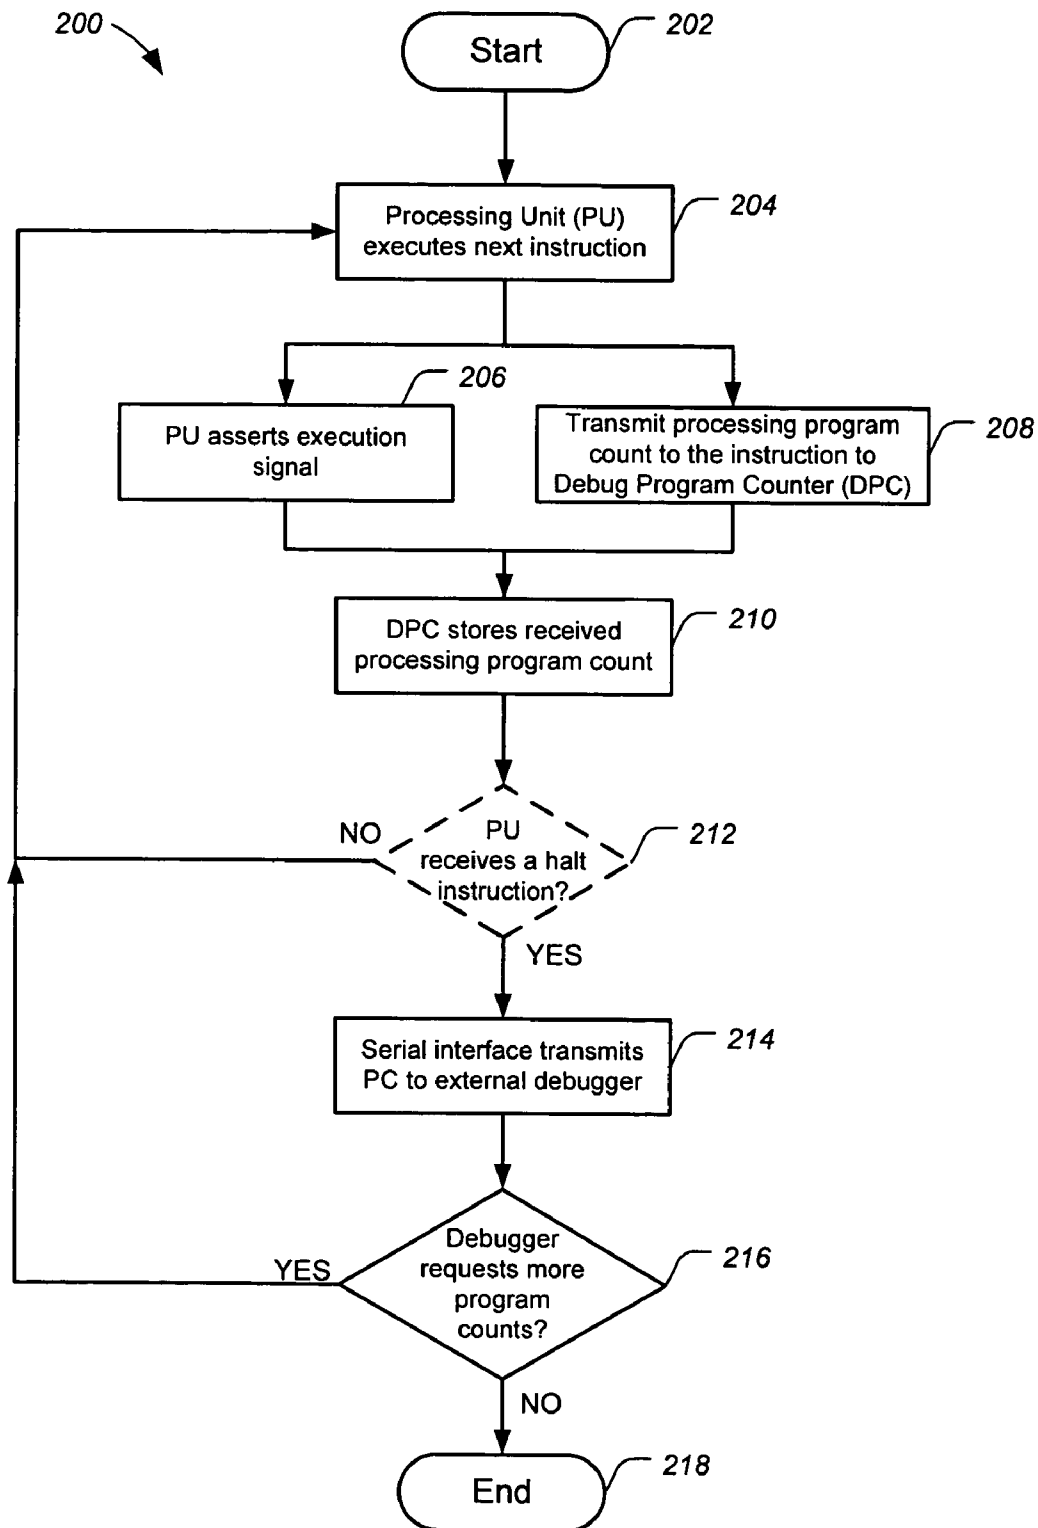 200
Start
202
Processing Unit (PU)
executes next instruction
204
PU asserts execution
signal
206
Transmit processing program
count to the instruction to
Debug Program Counter (DPC)
208
DPC stores received
processing program count
210
NO
PU
receives a halt
instruction?
212
YES
Serial interface transmits
PC to external debugger
214
YES
Debugger
requests more
program
counts?
216
NO
End
218